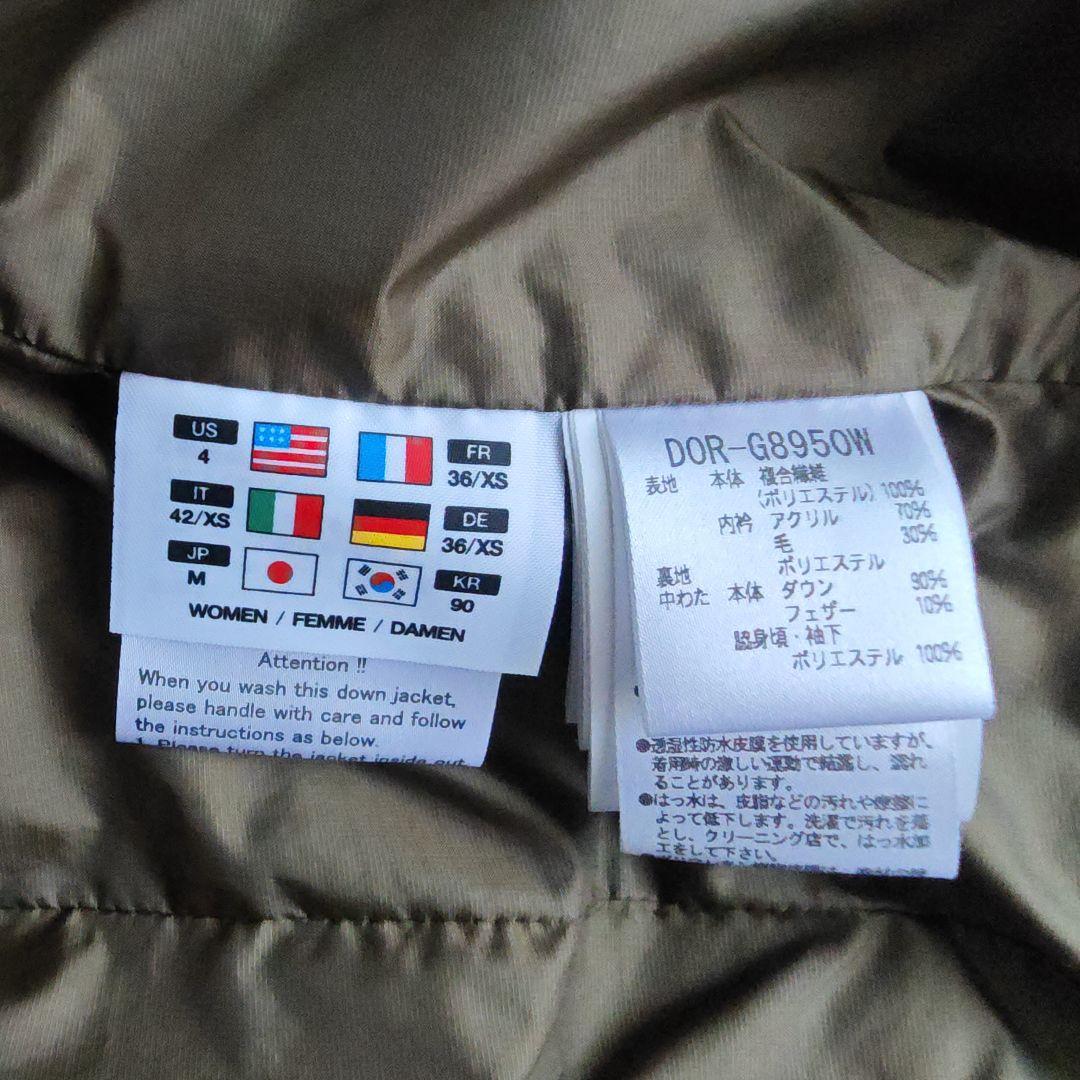 US
4
FR
36/XS
IT
42/XS
DE
36/XS
JP
M
KR
90
WOMEN / FEMME / DAMEN
Attention !!
When you wash this down jacket,
please handle with care and follow
the instructions as below.
1. Please turn the jacket inside out
DOR-G8950W
表地 本体 複合繊維
(ポリエステル) 100%
内衿 アクリル 70%
毛 30%
裏地 ポリエステル
中わた 本体 ダウン 90%
フェザー 10%
脇身頃・袖下
ポリエステル 100%
●透湿性防水皮膜を使用していますが、
着用時の激しい運動で結露し、濡れ
ることがあります。
●はっ水は、皮脂などの汚れや摩擦に
よって低下します。洗濯で汚れを落
とし、クリーニング店で、はっ水加
工をして下さい。